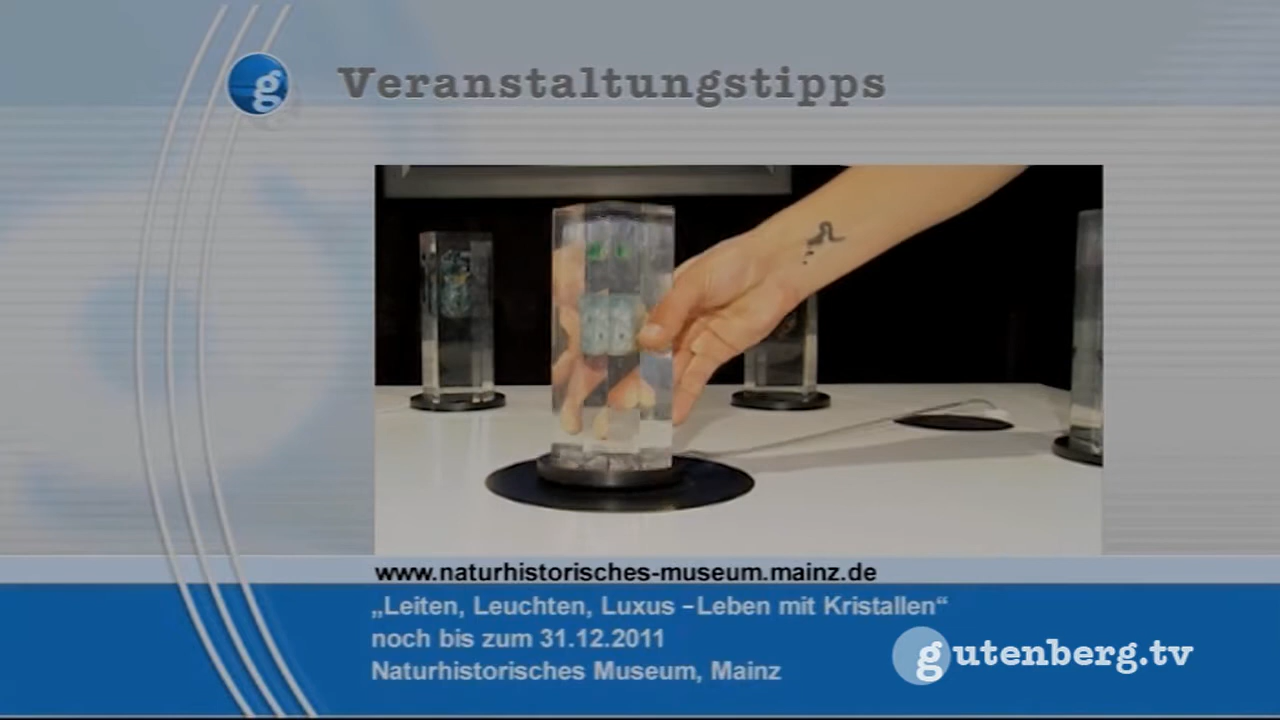 g
Veranstaltungstipps
www.naturhistorisches-museum.mainz.de
„Leiten, Leuchten, Luxus –Leben mit Kristallen“
noch bis zum 31.12.2011
Naturhistorisches Museum, Mainz
gutenberg.tv